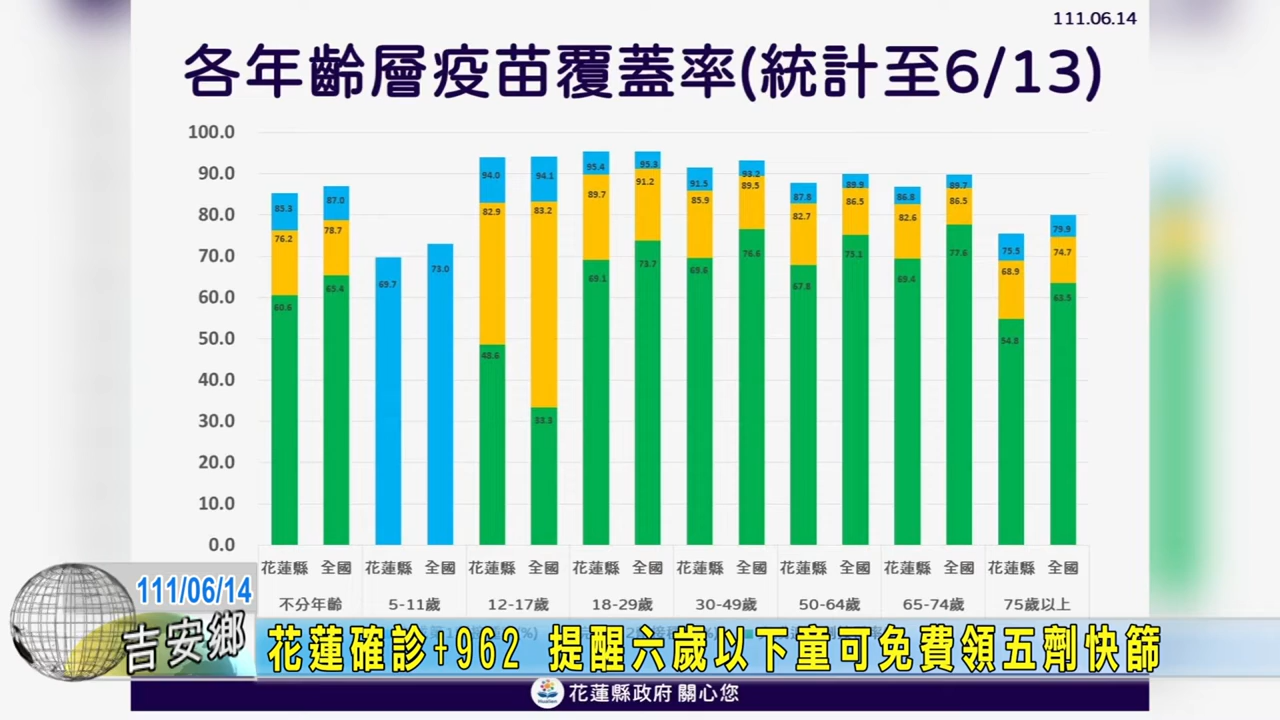 111.06.14
各年齡層疫苗覆蓋率(統計至6/13)
100.0
90.0
80.0
70.0
60.0
50.0
40.0
30.0
20.0
10.0
0.0
85.3 87.0 94.0 94.1 95.4 95.3 91.5 93.2 87.8 89.9 86.8 89.7 75.5 79.9
76.2 78.7 82.9 83.2 89.7 91.2 85.9 89.5 82.7 86.5 82.6 86.5 68.9 74.7
60.6 65.4 69.7 73.0 48.6 33.3 69.1 73.7 69.6 76.6 67.8 75.1 69.4 77.6 54.8 63.5
花蓮縣 全國 花蓮縣 全國 花蓮縣 全國 花蓮縣 全國 花蓮縣 全國 花蓮縣 全國 花蓮縣 全國 花蓮縣 全國
不分年齡 5-11歲 12-17歲 18-29歲 30-49歲 50-64歲 65-74歲 75歲以上
111/06/14
吉安鄉
花蓮確診+962 提醒六歲以下童可免費領五劑快篩
花蓮縣政府 關心您